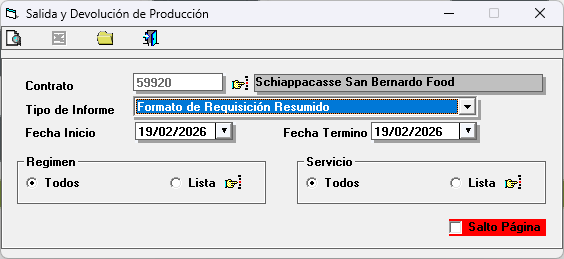 Salida y Devolución de Producción
Contrato 59920 Schiappacasse San Bernardo Food
Tipo de Informe Formato de Requisición Resumido
Fecha Inicio 19/02/2026 Fecha Termino 19/02/2026
Regimen Servicio
Todos Lista Todos Lista
Salto Página